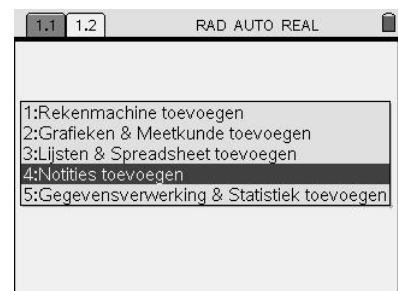 1.1 1.2 RAD AUTO REAL
1:Rekenmachine toevoegen
2:Grafieken & Meetkunde toevoegen
3:Lijsten & Spreadsheet toevoegen
4:Notities toevoegen
5:Gegevensverwerking & Statistiek toevoegen